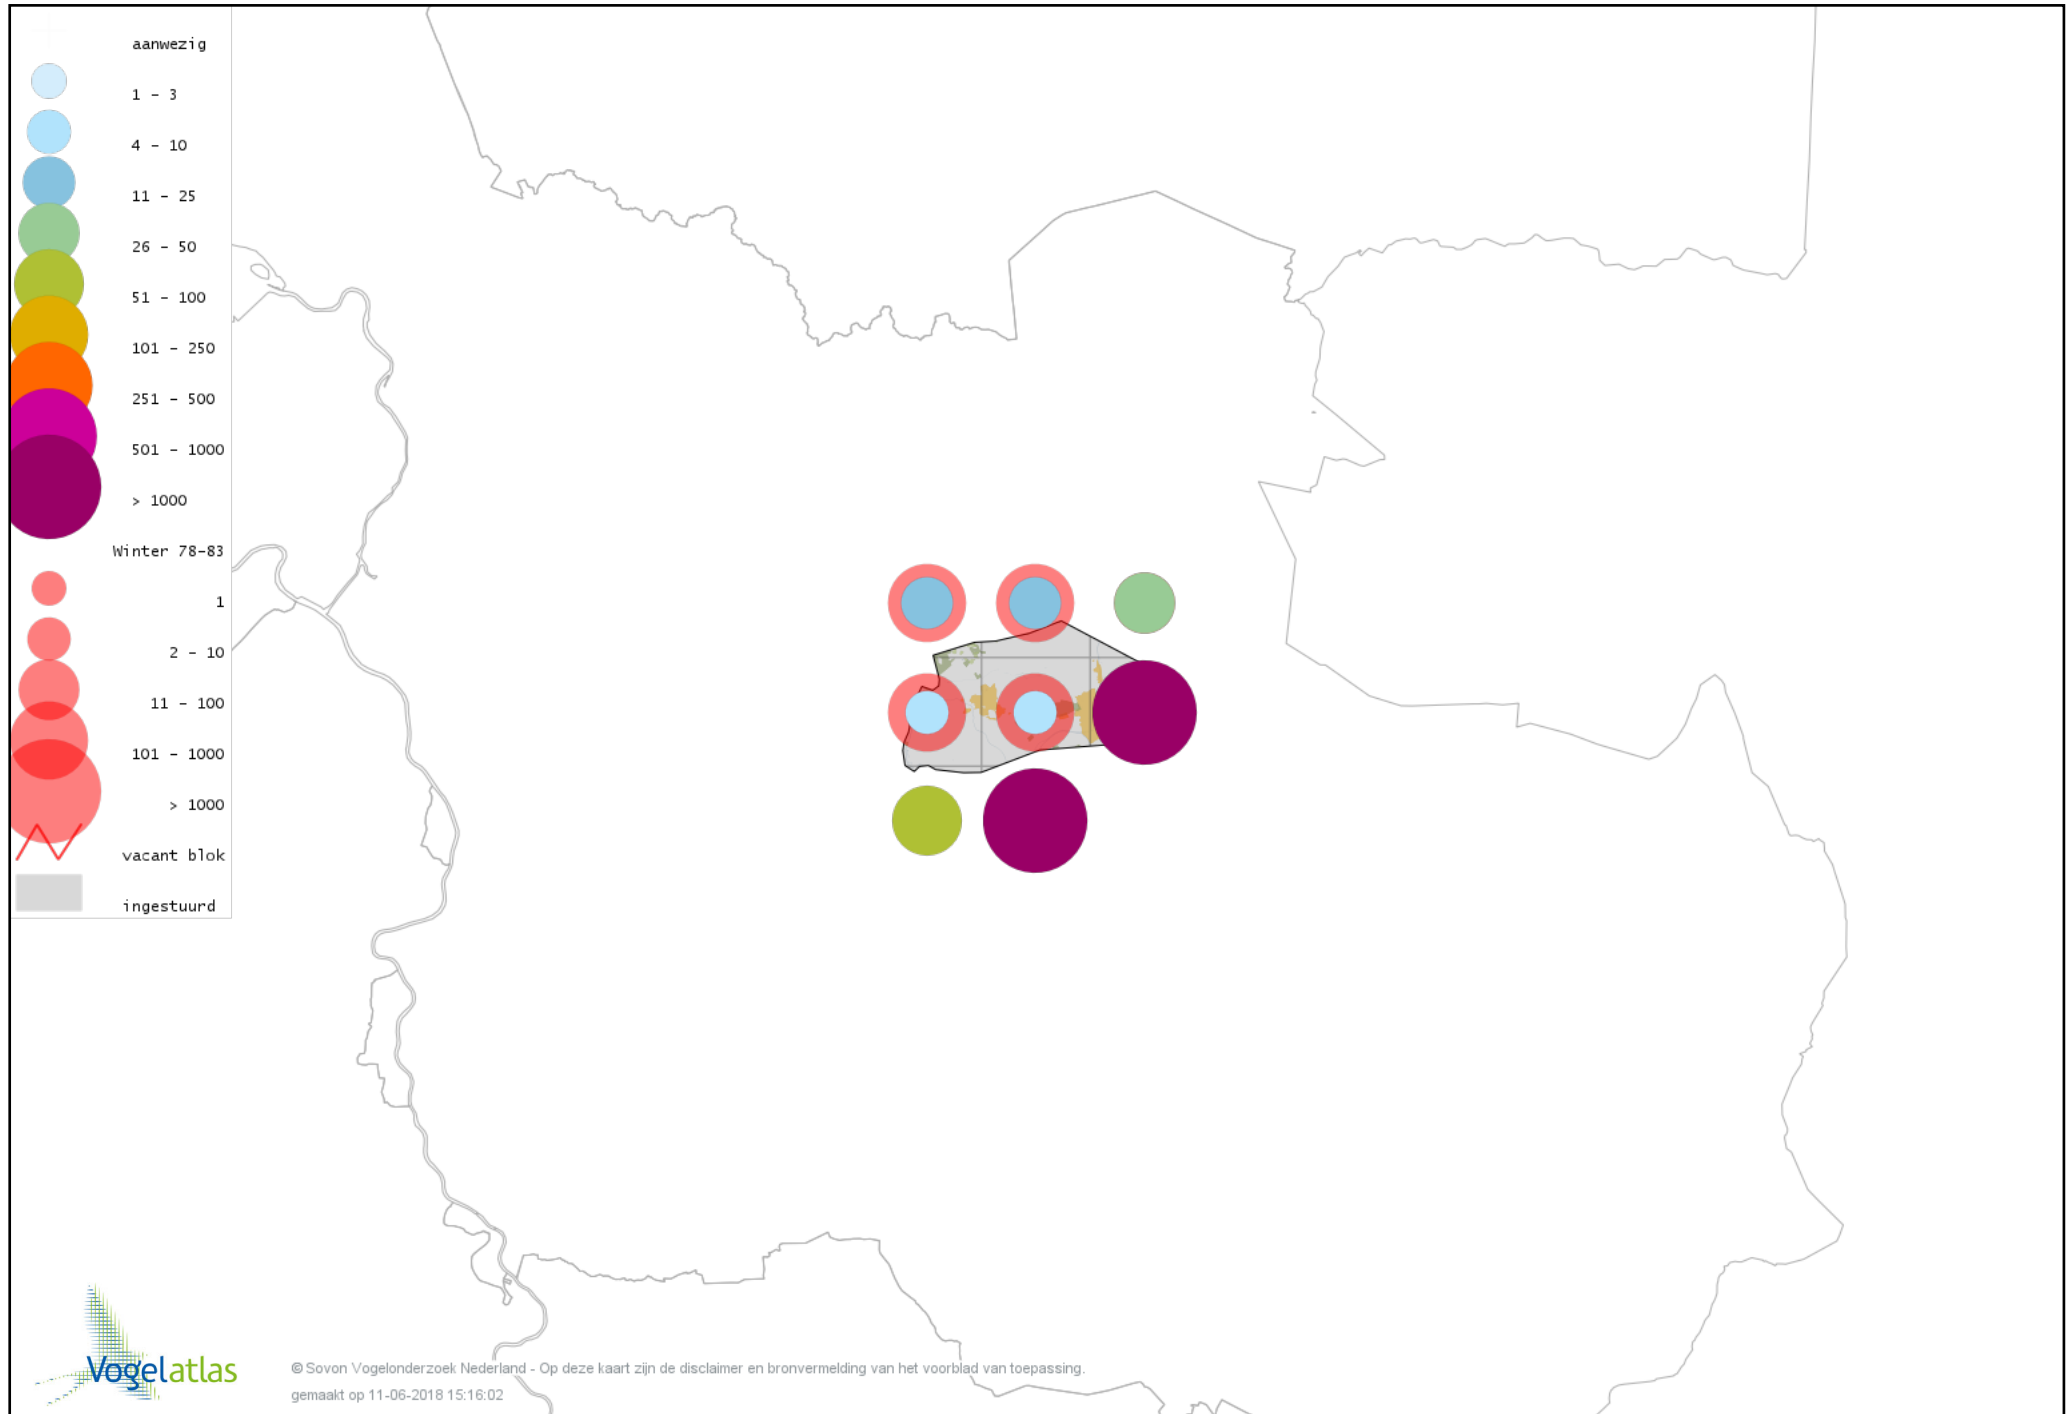 aanwezig
1 - 3
4 - 10
11 - 25
26 - 50
51 - 100
101 - 250
251 - 500
501 - 1000
> 1000
Winter 78-83
1
2 - 10
11 - 100
101 - 1000
> 1000
vacant blok
ingestuurd
Vogelatlas
© Sovon Vogelonderzoek Nederland - Op deze kaart zijn de disclaimer en bronvermelding van het voorblad van toepassing.
gemaakt op 11-06-2018 15:16:02